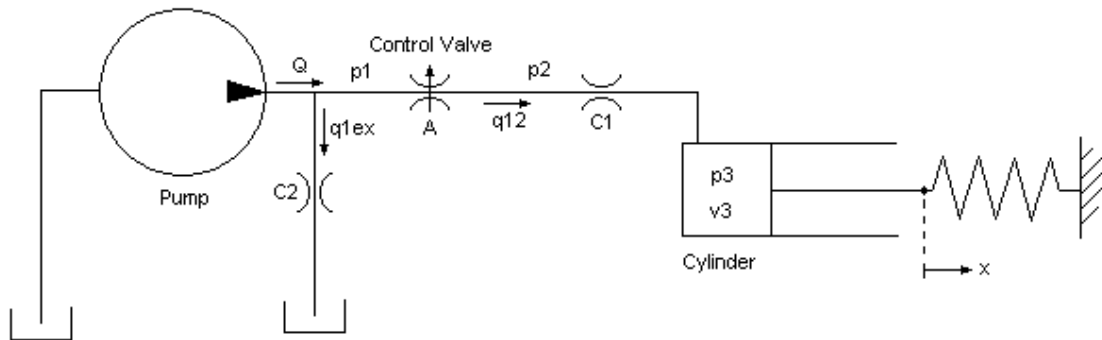 Control Valve
Q
p1
p2
q1ex
A
q12
C1
C2
Pump
p3
v3
Cylinder
x